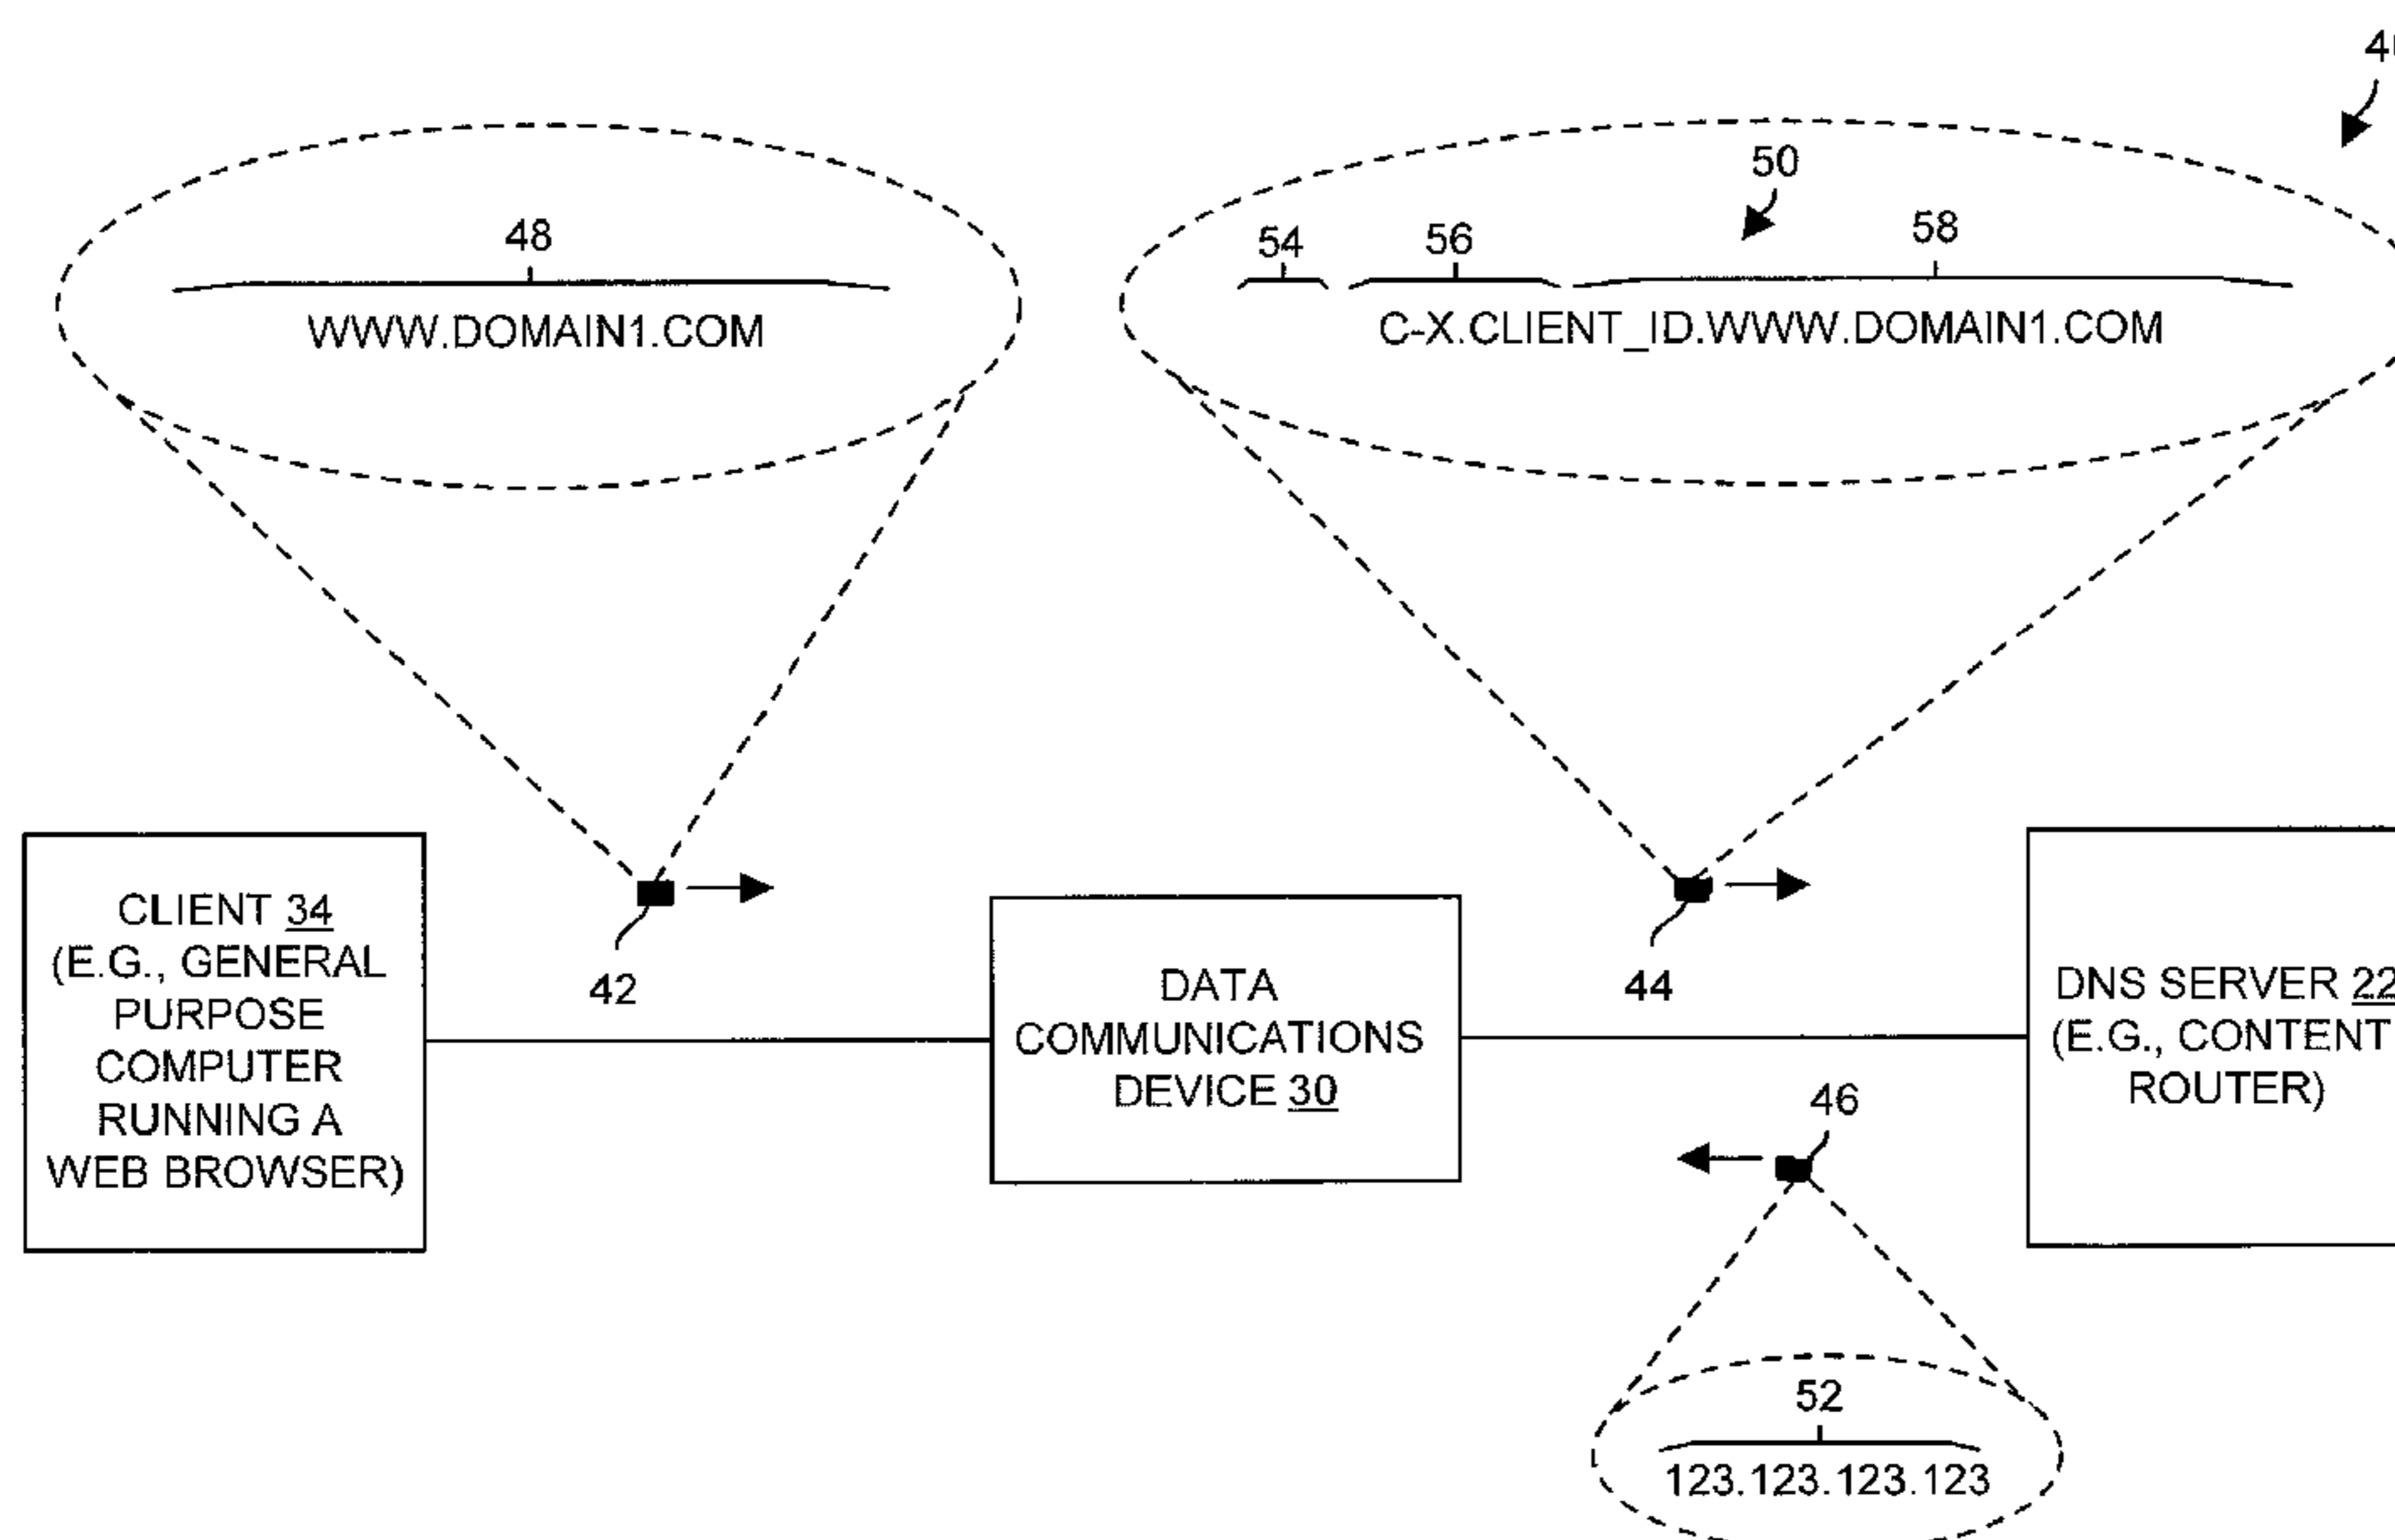 50
48
54 56 58
WWW.DOMAIN1.COM
C-X.CLIENT_ID.WWW.DOMAIN1.COM
CLIENT 34
(E.G., GENERAL
PURPOSE
COMPUTER
RUNNING A
WEB BROWSER)
42
DATA
COMMUNICATIONS
DEVICE 30
44
DNS SERVER 22
(E.G., CONTENT
ROUTER)
46
52
123.123.123.123